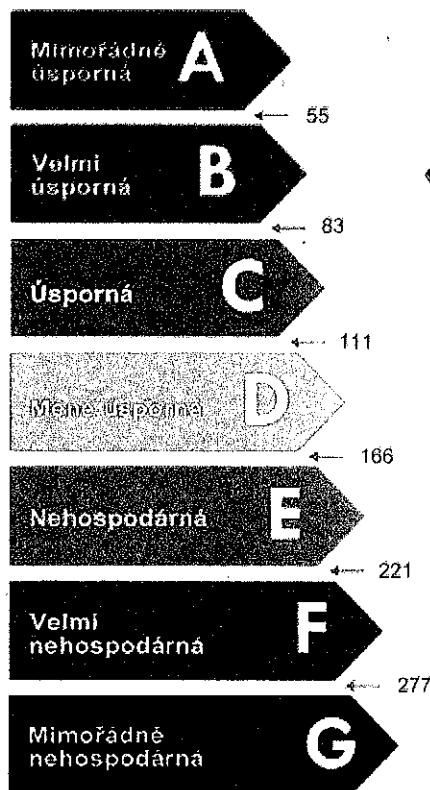 Mimořádně
úsporná
A
55
Velmi
úsporná
B
83
Úsporná
C
111
Méně úsporná
D
166
Nehospodárná
E
221
Velmi
nehospodárná
F
277
Mimořádně
nehospodárná
G